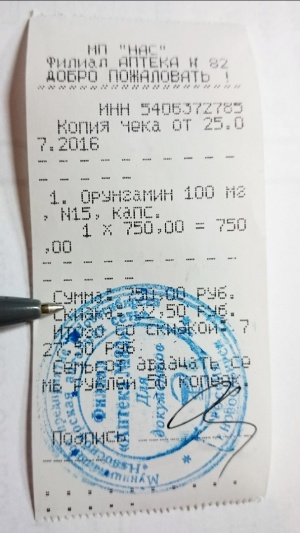 МП "НАС"
Филиал АПТЕКА N 82
ДОБРО ПОЖАЛОВАТЬ !
ИНН 5406372785
Копия чека от 25.0
7.2016
1. Орунгамин 100 мг
, N15, капс.
1 X 750,00 = 750
,00
Сумма: 750,00 РУБ.
Скидка: 22,50 РУБ.
Итого со скидкой: 7
27,50 РУБ.
Семьсот двадцать се
мь рублей 50 копеек
Подпись